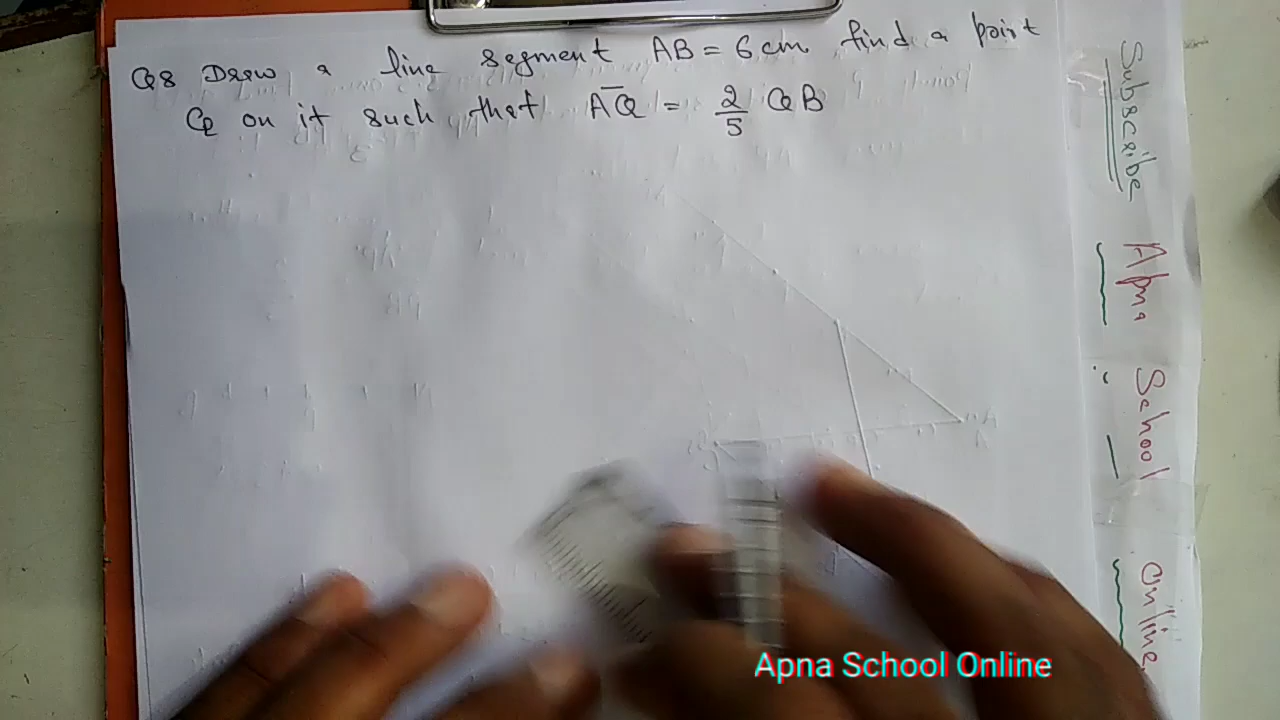 Q8 Draw a line segment AB = 6 cm find a point
Q on it such that AQ = 2/5 QB
Subscribe Apna School Online
Apna School Online